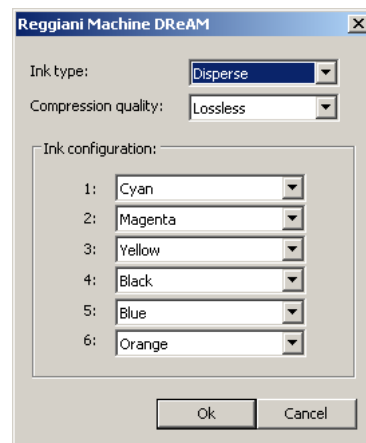 Reggiani Machine DReAM
Ink type: Disperse
Compression quality: Lossless
Ink configuration:
1: Cyan
2: Magenta
3: Yellow
4: Black
5: Blue
6: Orange
Ok Cancel